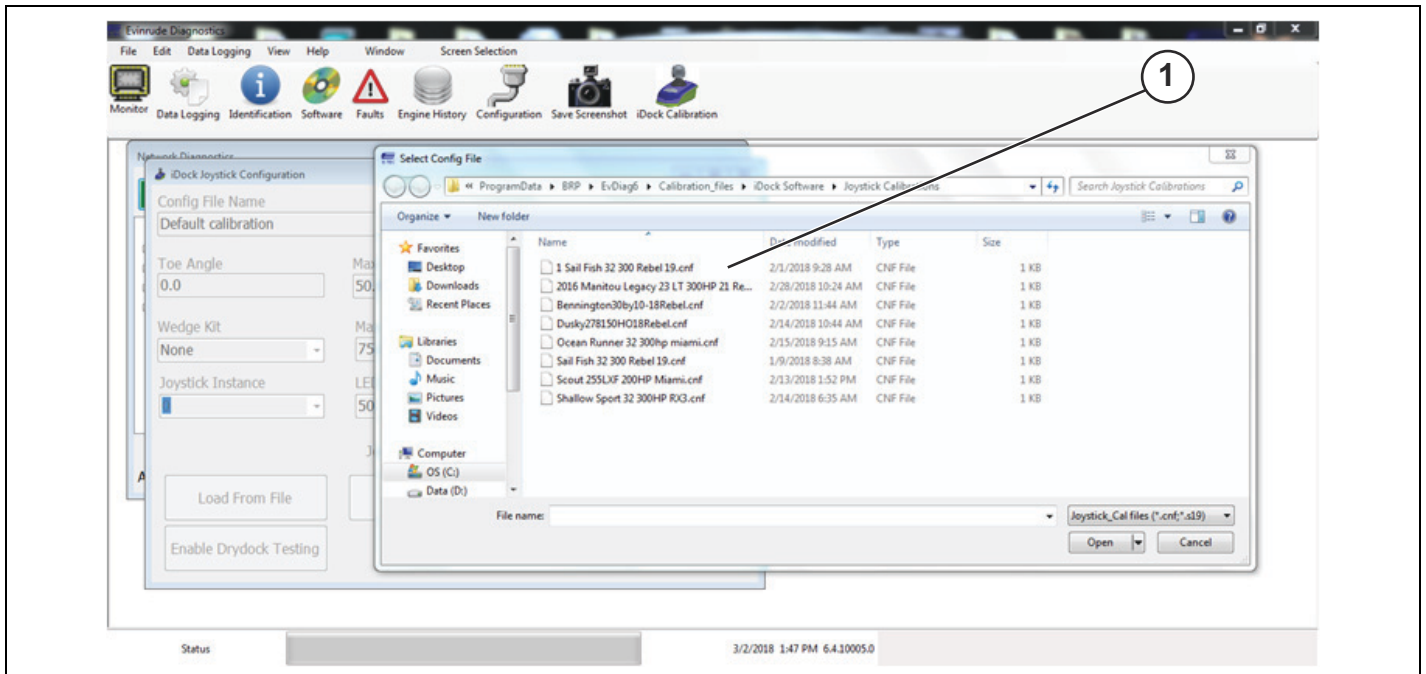 Evinrude Diagnostics
File Edit Data Logging View Help Window Screen Selection
1
Monitor Data Logging Identification Software Faults Engine History Configuration Save Screenshot iDock Calibration
Network Diagnostics
iDock Joystick Configuration
Config File Name
Default calibration
Toe Angle
0.0
50.
Wedge Kit
None
75
Joystick Instance
50
Load From File
Enable Drydock Testing
Select Config File
« ProgramData BRP EvDiag6 Calibration_files iDock Software Joystick Calibrations
Search Joystick Calibrations
Organize New folder
Favorites
Desktop
Downloads
Recent Places
Libraries
Documents
Music
Pictures
Videos
Computer
OS (C:)
Data (D:)
Name Date modified Type Size
1 Sail Fish 32 300 Rebel 19.cnf 2/1/2018 9:28 AM CNF File 1 KB
2016 Manitou Legacy 23 LT 300HP 21 Re... 2/28/2018 10:24 AM CNF File 1 KB
Bennington30by10-18Rebel.cnf 2/2/2018 11:44 AM CNF File 1 KB
Dusky278150HO18Rebel.cnf 2/14/2018 10:44 AM CNF File 1 KB
Ocean Runner 32 300hp miami.cnf 2/15/2018 9:15 AM CNF File 1 KB
Sail Fish 32 300 Rebel 19.cnf 1/9/2018 8:38 AM CNF File 1 KB
Scout 255LXF 200HP Miami.cnf 2/13/2018 1:52 PM CNF File 1 KB
Shallow Sport 32 300HP RX3.cnf 2/14/2018 6:35 AM CNF File 1 KB
File name: Joystick_Cal files (*.cnf;*.s19)
Open Cancel
Status 3/2/2018 1:47 PM 6.4.10005.0